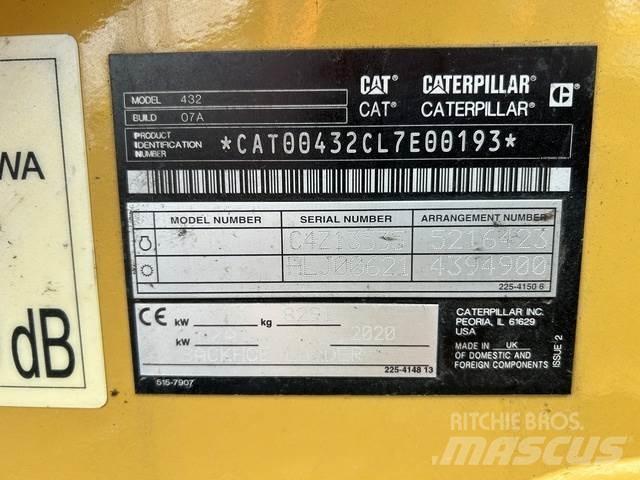 CAT® CATERPILLAR®
CAT® CATERPILLAR®
MODEL 432
BUILD 07A
PRODUCT IDENTIFICATION NUMBER *CAT00432CL7E00193*
MODEL NUMBER SERIAL NUMBER ARRANGEMENT NUMBER
5216423
HLJ00621 4394900
225-4150 6
CE kW kg
kW 2020
515-7907
225-4148 13
CATERPILLAR INC.
PEORIA, IL 61629
USA
MADE IN UK
OF DOMESTIC AND
FOREIGN COMPONENTS
ISSUE 2
WA
dB
RITCHIE BROS.
MASCUS